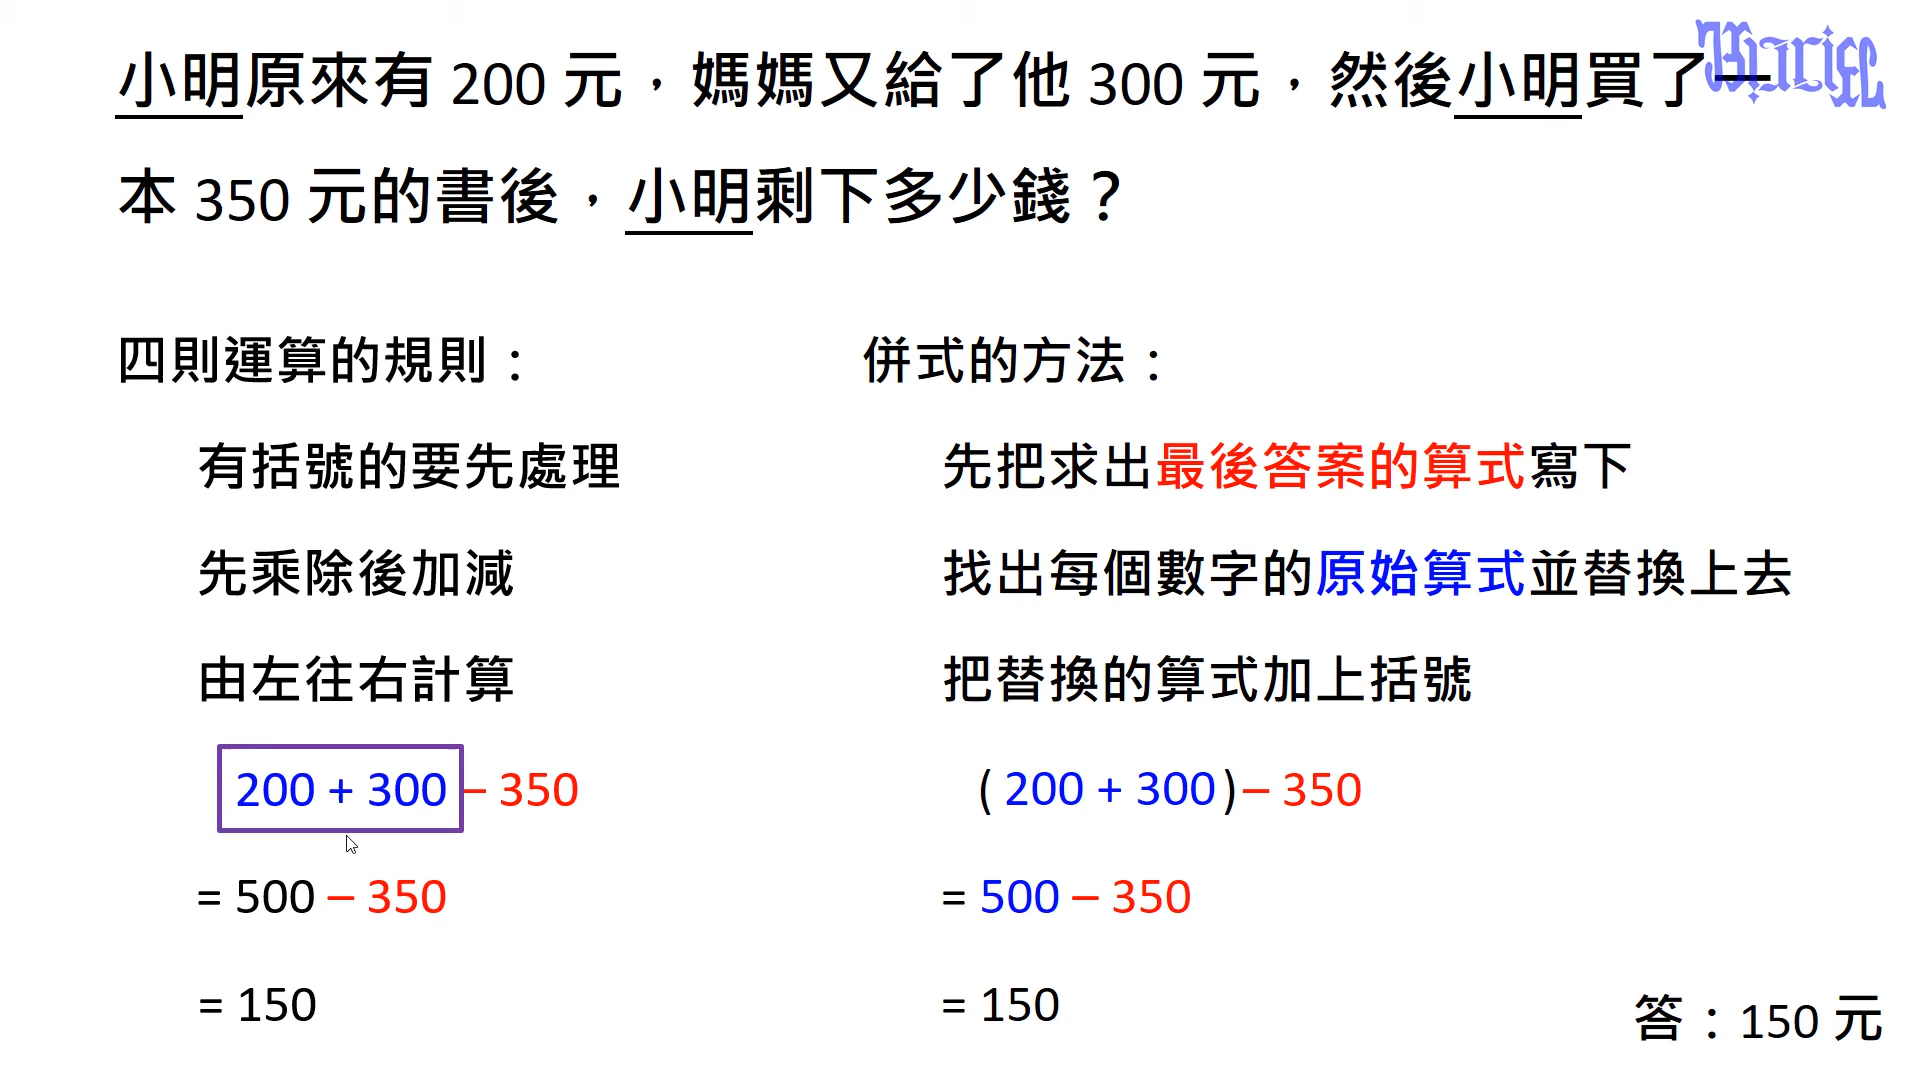 小明原來有 200 元，媽媽又給了他 300 元，然後小明買了一
本 350 元的書後，小明剩下多少錢？
四則運算的規則：
有括號的要先處理
先乘除後加減
由左往右計算
200 + 300 – 350
= 500 – 350
= 150
併式的方法：
先把求出最後答案的算式寫下
找出每個數字的原始算式並替換上去
把替換的算式加上括號
( 200 + 300 ) – 350
= 500 – 350
= 150
答：150 元